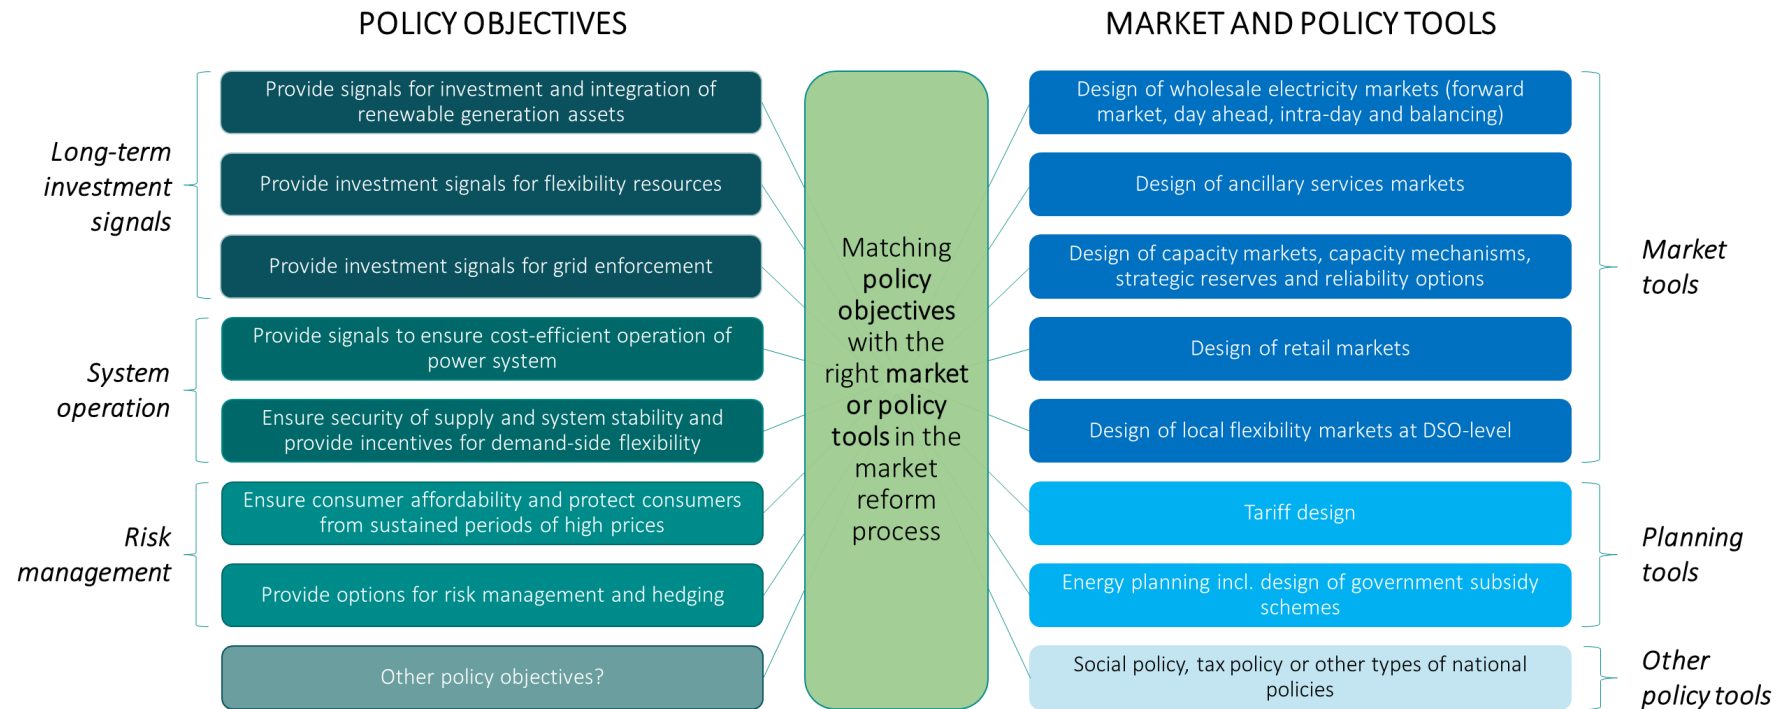 POLICY OBJECTIVES
MARKET AND POLICY TOOLS
Long-term
investment
signals
Provide signals for investment and integration of
renewable generation assets
Provide investment signals for flexibility resources
Provide investment signals for grid enforcement
System
operation
Provide signals to ensure cost-efficient operation of
power system
Ensure security of supply and system stability and
provide incentives for demand-side flexibility
Risk
management
Ensure consumer affordability and protect consumers
from sustained periods of high prices
Provide options for risk management and hedging
Other policy objectives?
Matching
policy
objectives
with the
right market
or policy
tools in the
market
reform
process
Design of wholesale electricity markets (forward
market, day ahead, intra-day and balancing)
Design of ancillary services markets
Design of capacity markets, capacity mechanisms,
strategic reserves and reliability options
Design of retail markets
Design of local flexibility markets at DSO-level
Market
tools
Tariff design
Energy planning incl. design of government subsidy
schemes
Planning
tools
Social policy, tax policy or other types of national
policies
Other
policy tools